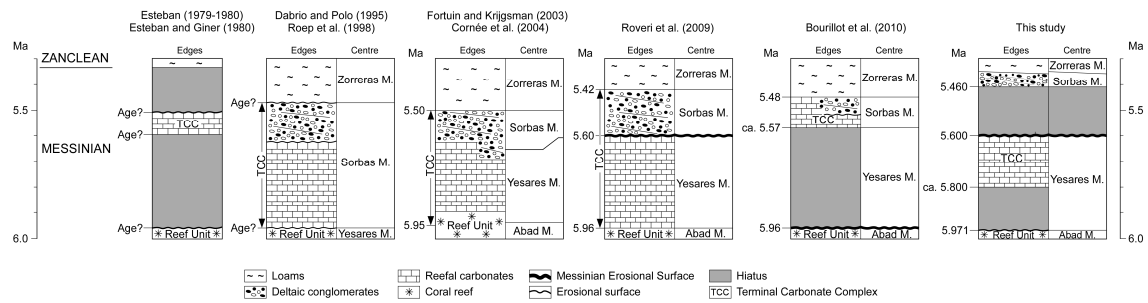 Esteban (1979-1980)
Esteban and Giner (1980)
Dabrio and Polo (1995)
Roep et al. (1998)
Fortuin and Krijgsman (2003)
Cornée et al. (2004)
Roveri et al. (2009)
Bourillot et al. (2010)
This study
Ma
Edges
Edges Centre
Ma Edges Centre
Ma Edges Centre
Ma Edges Centre
Ma Edges Centre
Ma
ZANCLEAN
5.5
MESSINIAN
6.0
Age?
TCC
Age?
Age?
Reef Unit
Zorreras M.
Age?
TCC
Sorbas M.
Age?
Reef Unit
Yesares M.
Zorreras M.
5.50
Sorbas M.
TCC
Yesares M.
5.95
Reef Unit
Abad M.
Zorreras M.
5.42
Sorbas M.
5.60
TCC
Yesares M.
5.96
Reef Unit
Abad M.
Zorreras M.
5.48
Sorbas M.
TCC
ca. 5.57
Yesares M.
5.96
Reef Unit
Abad M.
Zorreras M.
Sorbas M.
5.460
5.600
TCC
Yesares M.
ca. 5.800
5.971
Reef Unit
Abad M.
5.5
6.0
Loams
Reefal carbonates
Messinian Erosional Surface
Hiatus
Deltaic conglomerates
Coral reef
Erosional surface
TCC Terminal Carbonate Complex